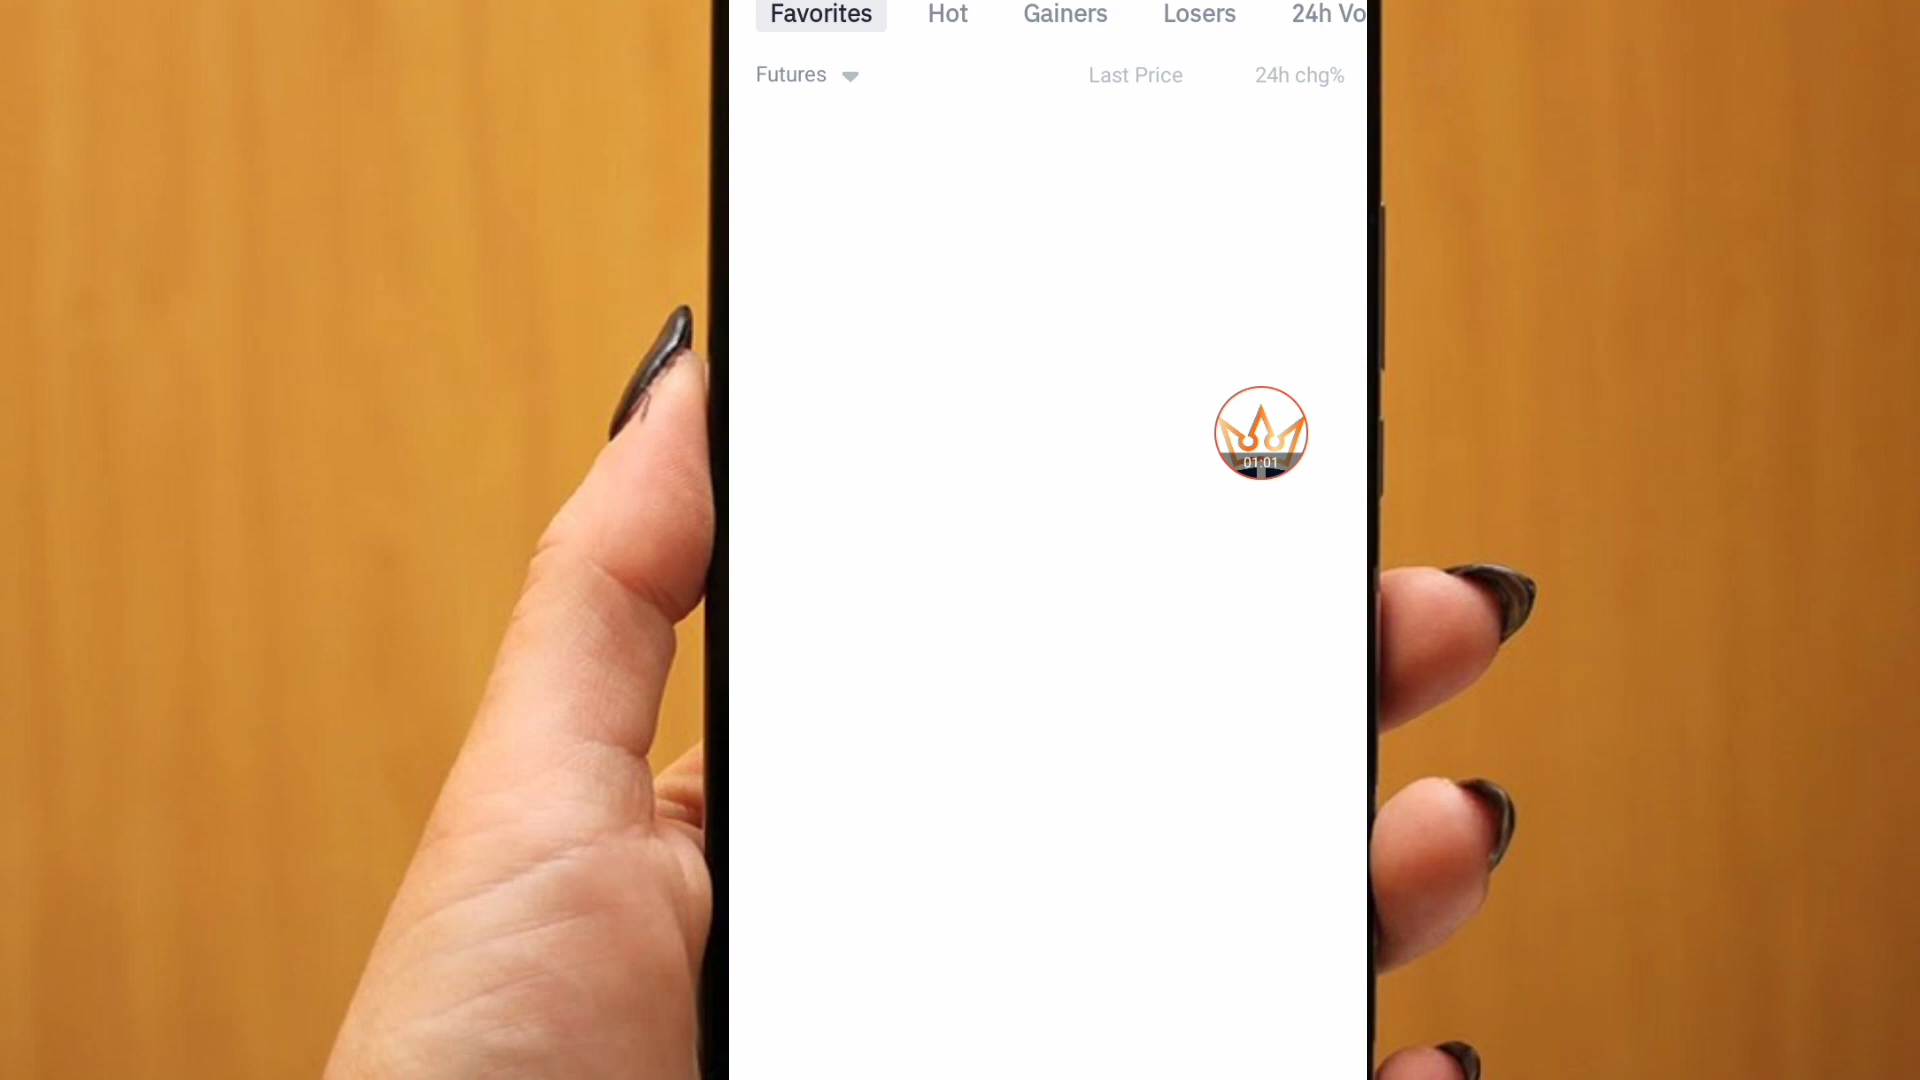 Favorites Hot Gainers Losers 24h Vo
Futures Last Price 24h chg%
01:01